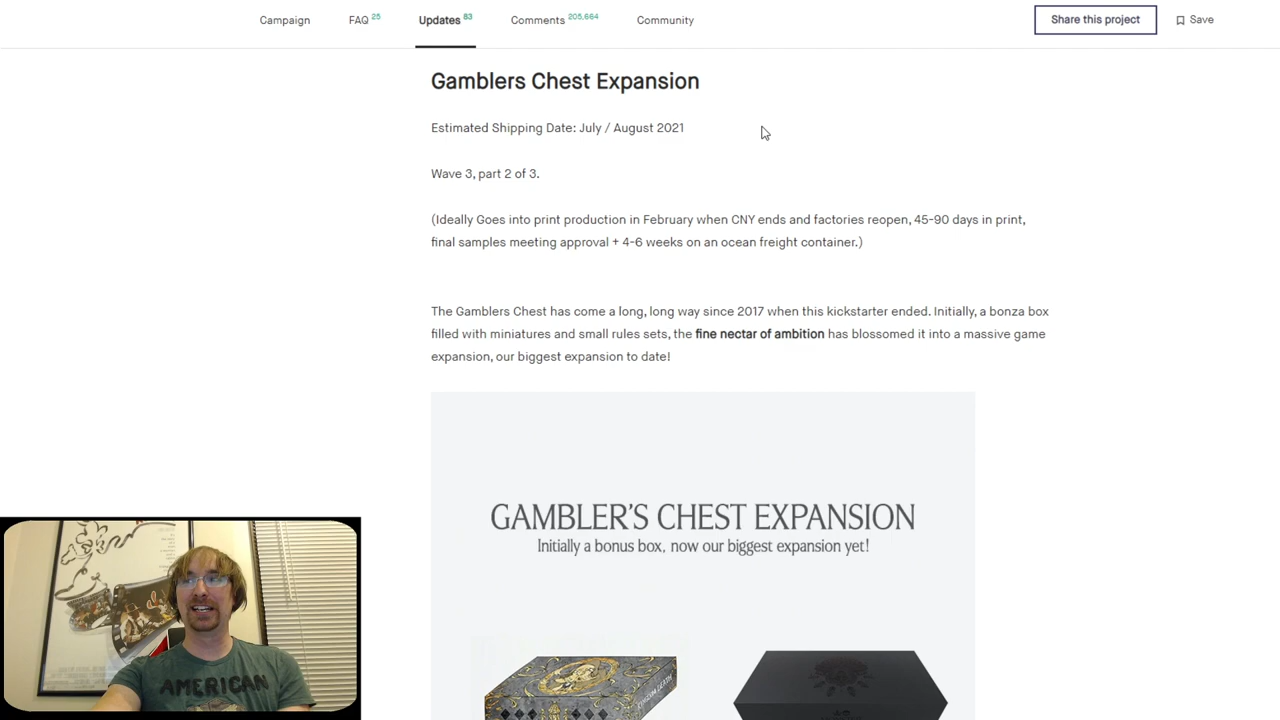 Campaign FAQ 25 Updates 83 Comments 205,664 Community Share this project Save
Gamblers Chest Expansion
Estimated Shipping Date: July / August 2021
Wave 3, part 2 of 3.
(Ideally Goes into print production in February when CNY ends and factories reopen, 45-90 days in print,
final samples meeting approval + 4-6 weeks on an ocean freight container.)
The Gamblers Chest has come a long, long way since 2017 when this kickstarter ended. Initially, a bonza box
filled with miniatures and small rules sets, the fine nectar of ambition has blossomed it into a massive game
expansion, our biggest expansion to date!
GAMBLER'S CHEST EXPANSION
Initially a bonus box, now our biggest expansion yet!
AMERICAN